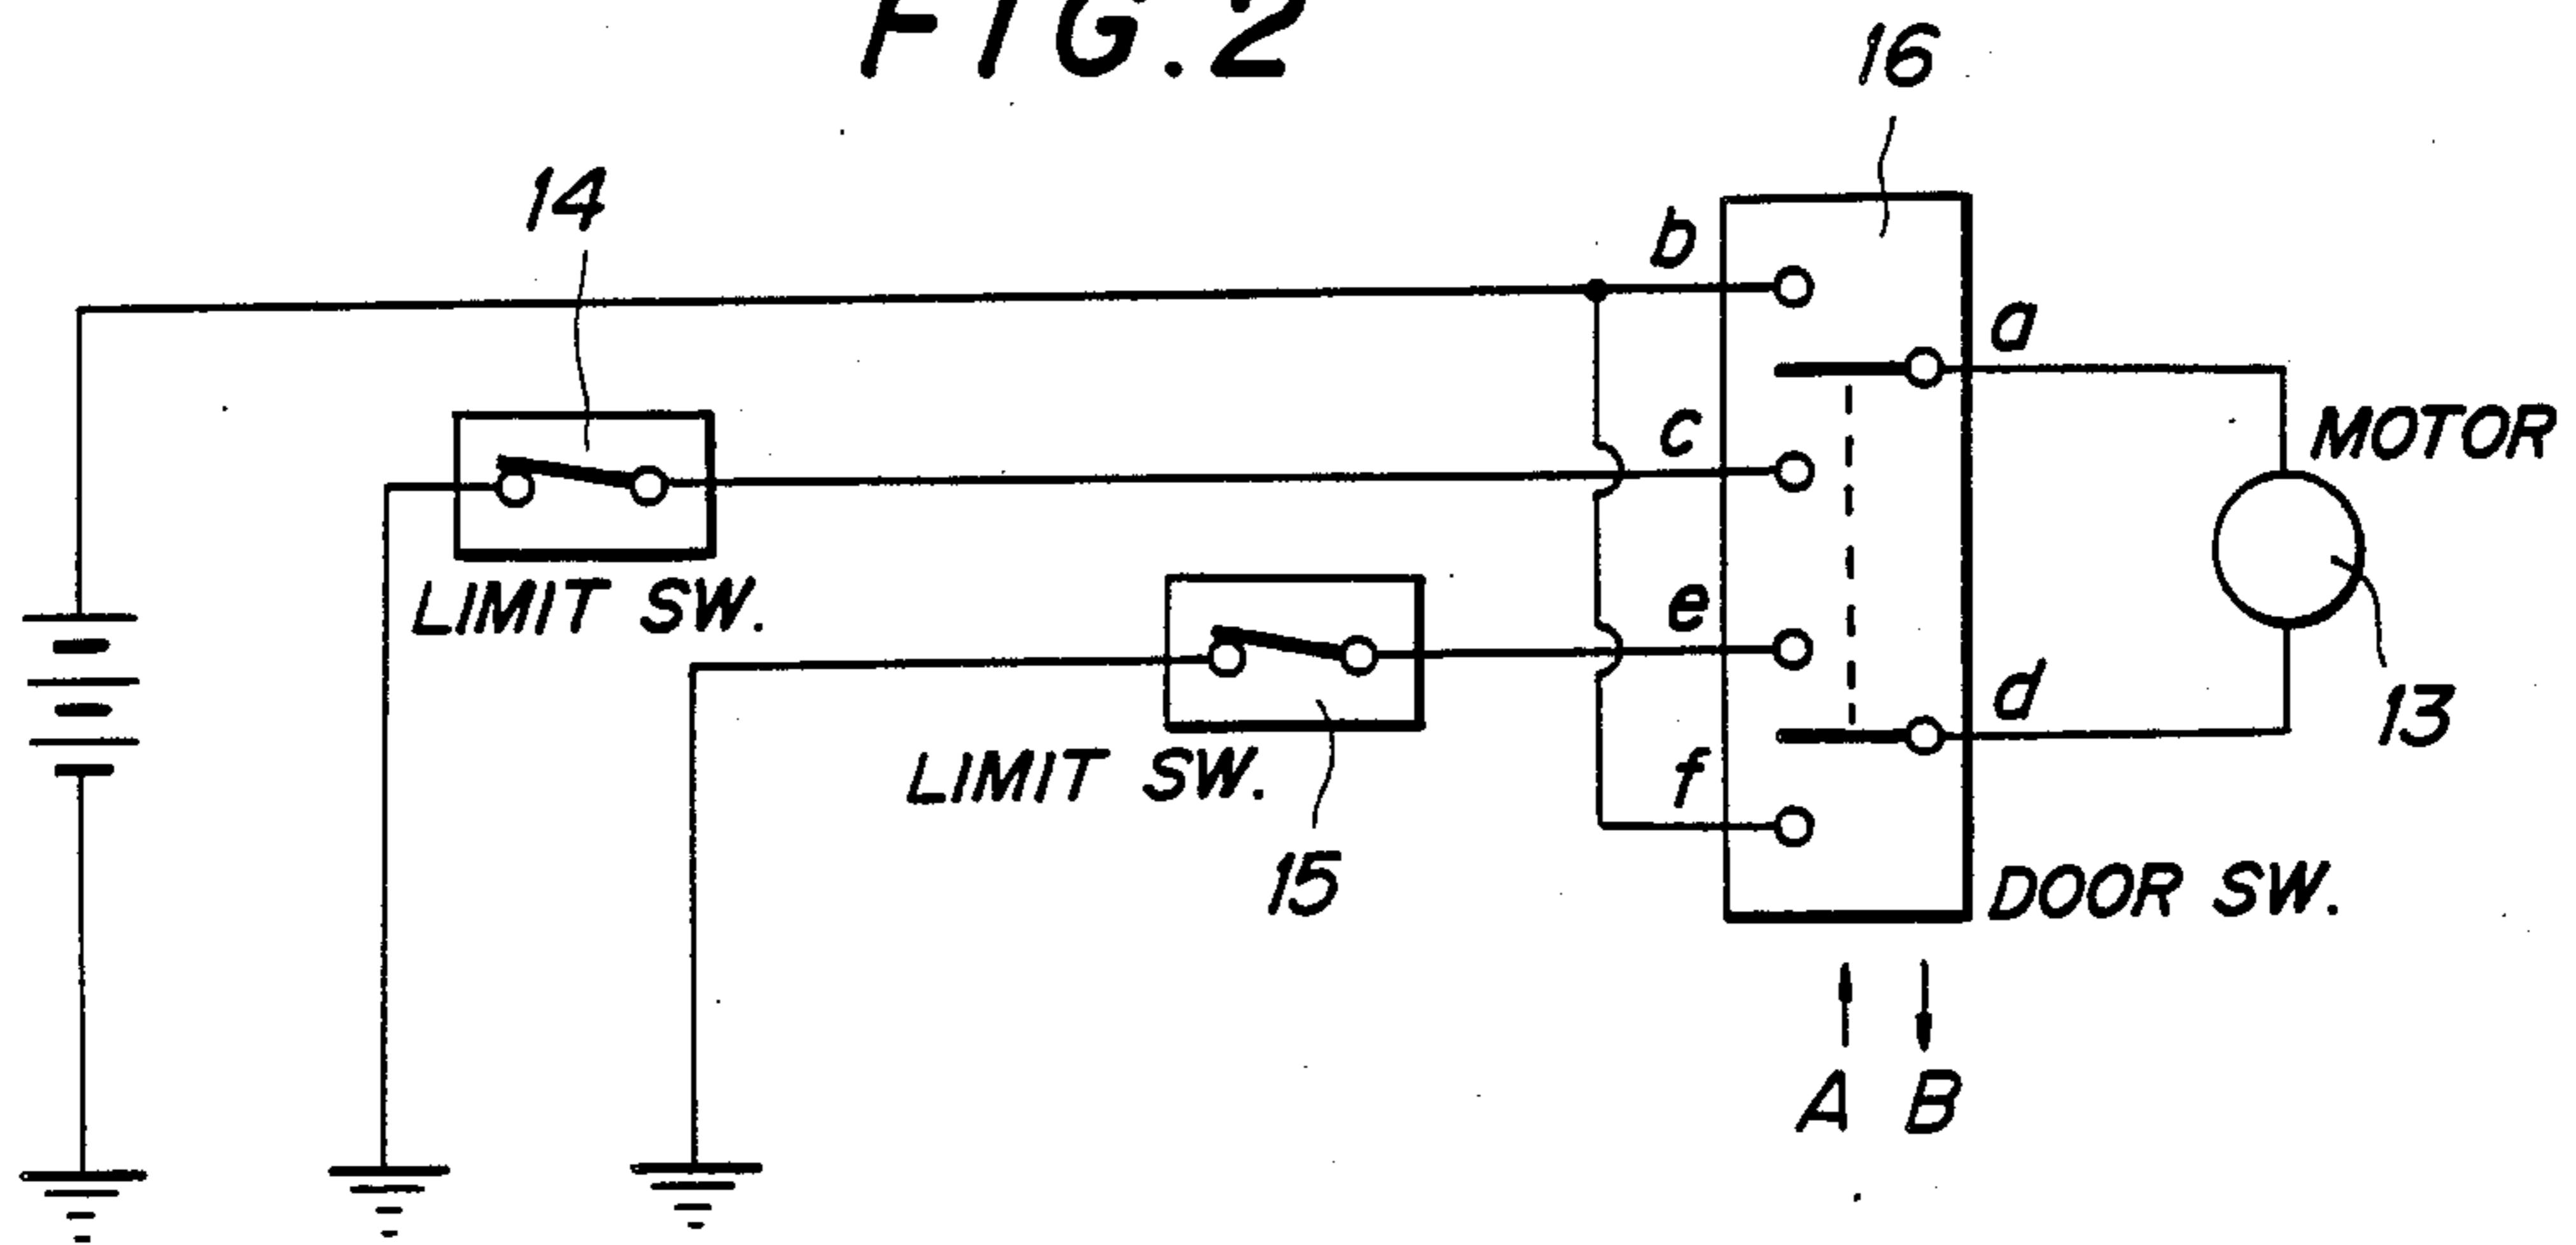 FIG.2
16
14
b
a
c
MOTOR
LIMIT SW.
e
d
13
LIMIT SW.
f
15
DOOR SW.
A B